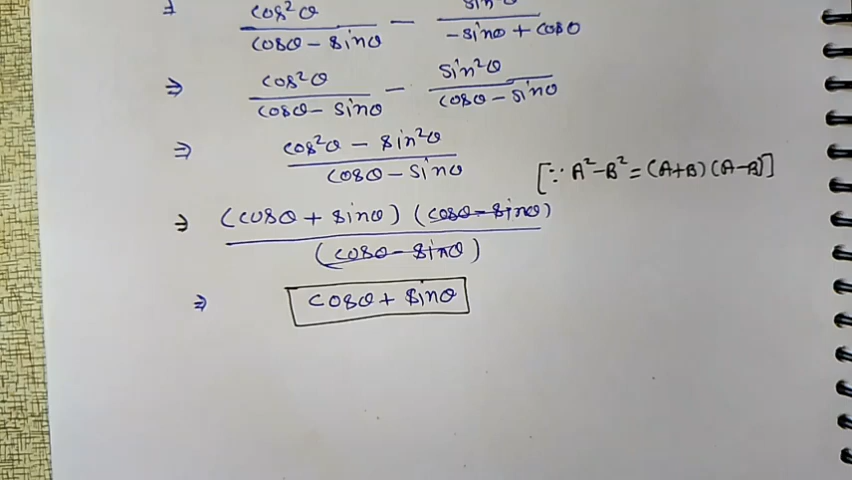 ⇒ cos²θ/(cosθ - sinθ) - sin²θ/(-sinθ + cosθ)
⇒ cos²θ/(cosθ - sinθ) - sin²θ/(cosθ - sinθ)
⇒ (cos²θ - sin²θ)/(cosθ - sinθ) [∵ A²-B² = (A+B)(A-B)]
⇒ (cosθ + sinθ)(cosθ - sinθ)/(cosθ - sinθ)
⇒ cosθ + sinθ